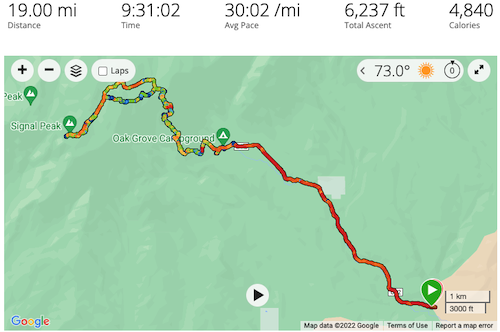 19.00 mi 9:31:02 30:02 /mi 6,237 ft 4,840
Distance Time Avg Pace Total Ascent Calories
Laps
73.0°
0
Peak
Signal Peak
Oak Grove Campground
1 km
3000 ft
Google
Map data ©2022 Google Terms of Use Report a map error